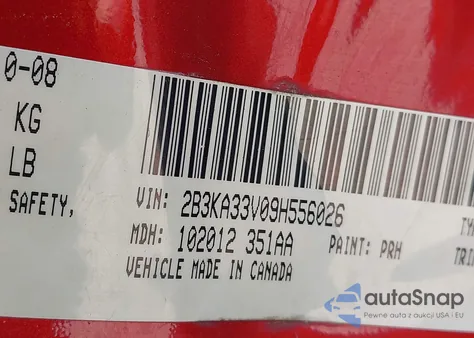 0-08
KG
LB
SAFETY,
VIN: 2B3KA33V09H556026
MDH: 102012 351AA
PAINT: PRH
VEHICLE MADE IN CANADA
autoSnap
Pewne auta z aukcji USA i EU